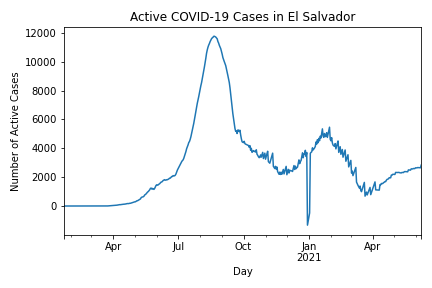 Active COVID-19 Cases in El Salvador
Number of Active Cases
12000
10000
8000
6000
4000
2000
0
Apr
Jul
Oct
Jan
2021
Apr
Day